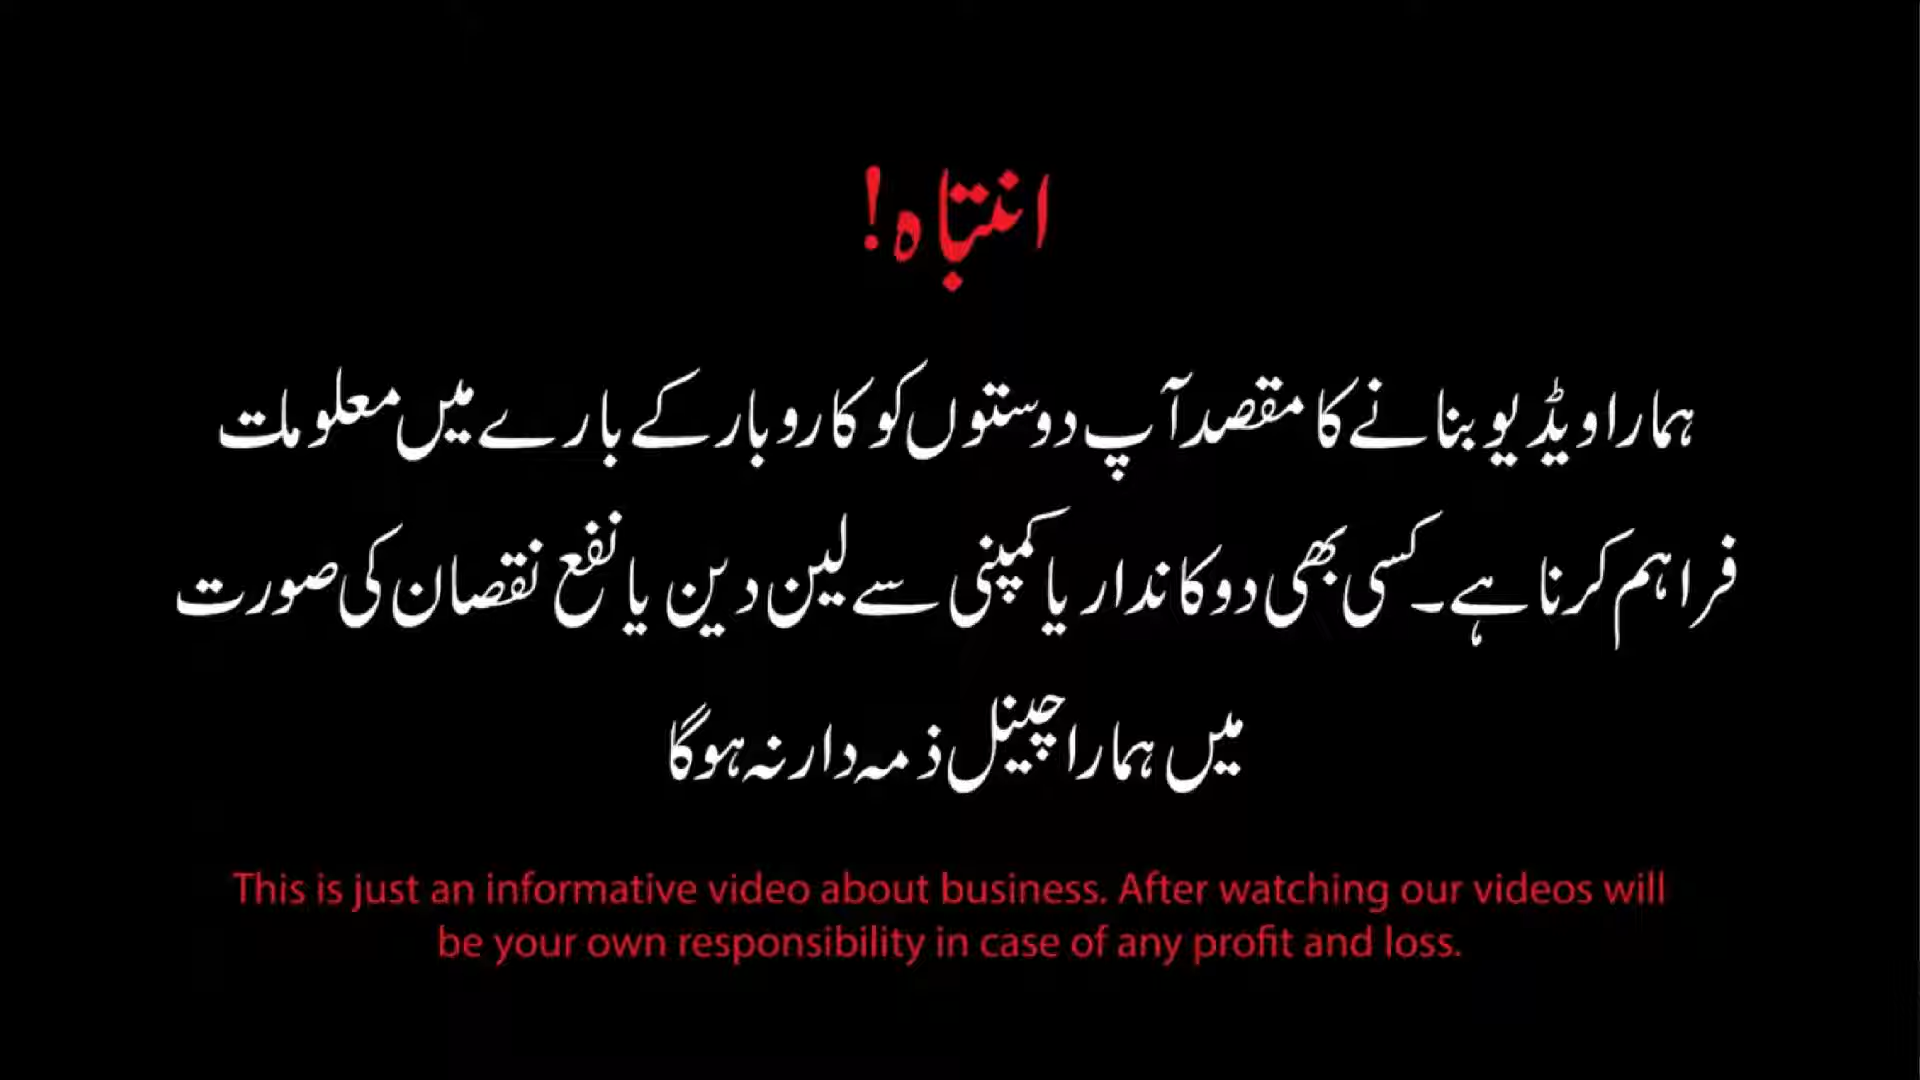 انتباہ!
ہمارا ویڈیو بنانے کا مقصد آپ دوستوں کو کاروبار کے بارے میں معلومات
فراہم کرنا ہے۔ کسی بھی دوکاندار یا کمپنی سے لین دین یا نفع نقصان کی صورت
میں ہمارا چینل ذمہ دار نہ ہوگا
This is just an informative video about business. After watching our videos will
be your own responsibility in case of any profit and loss.